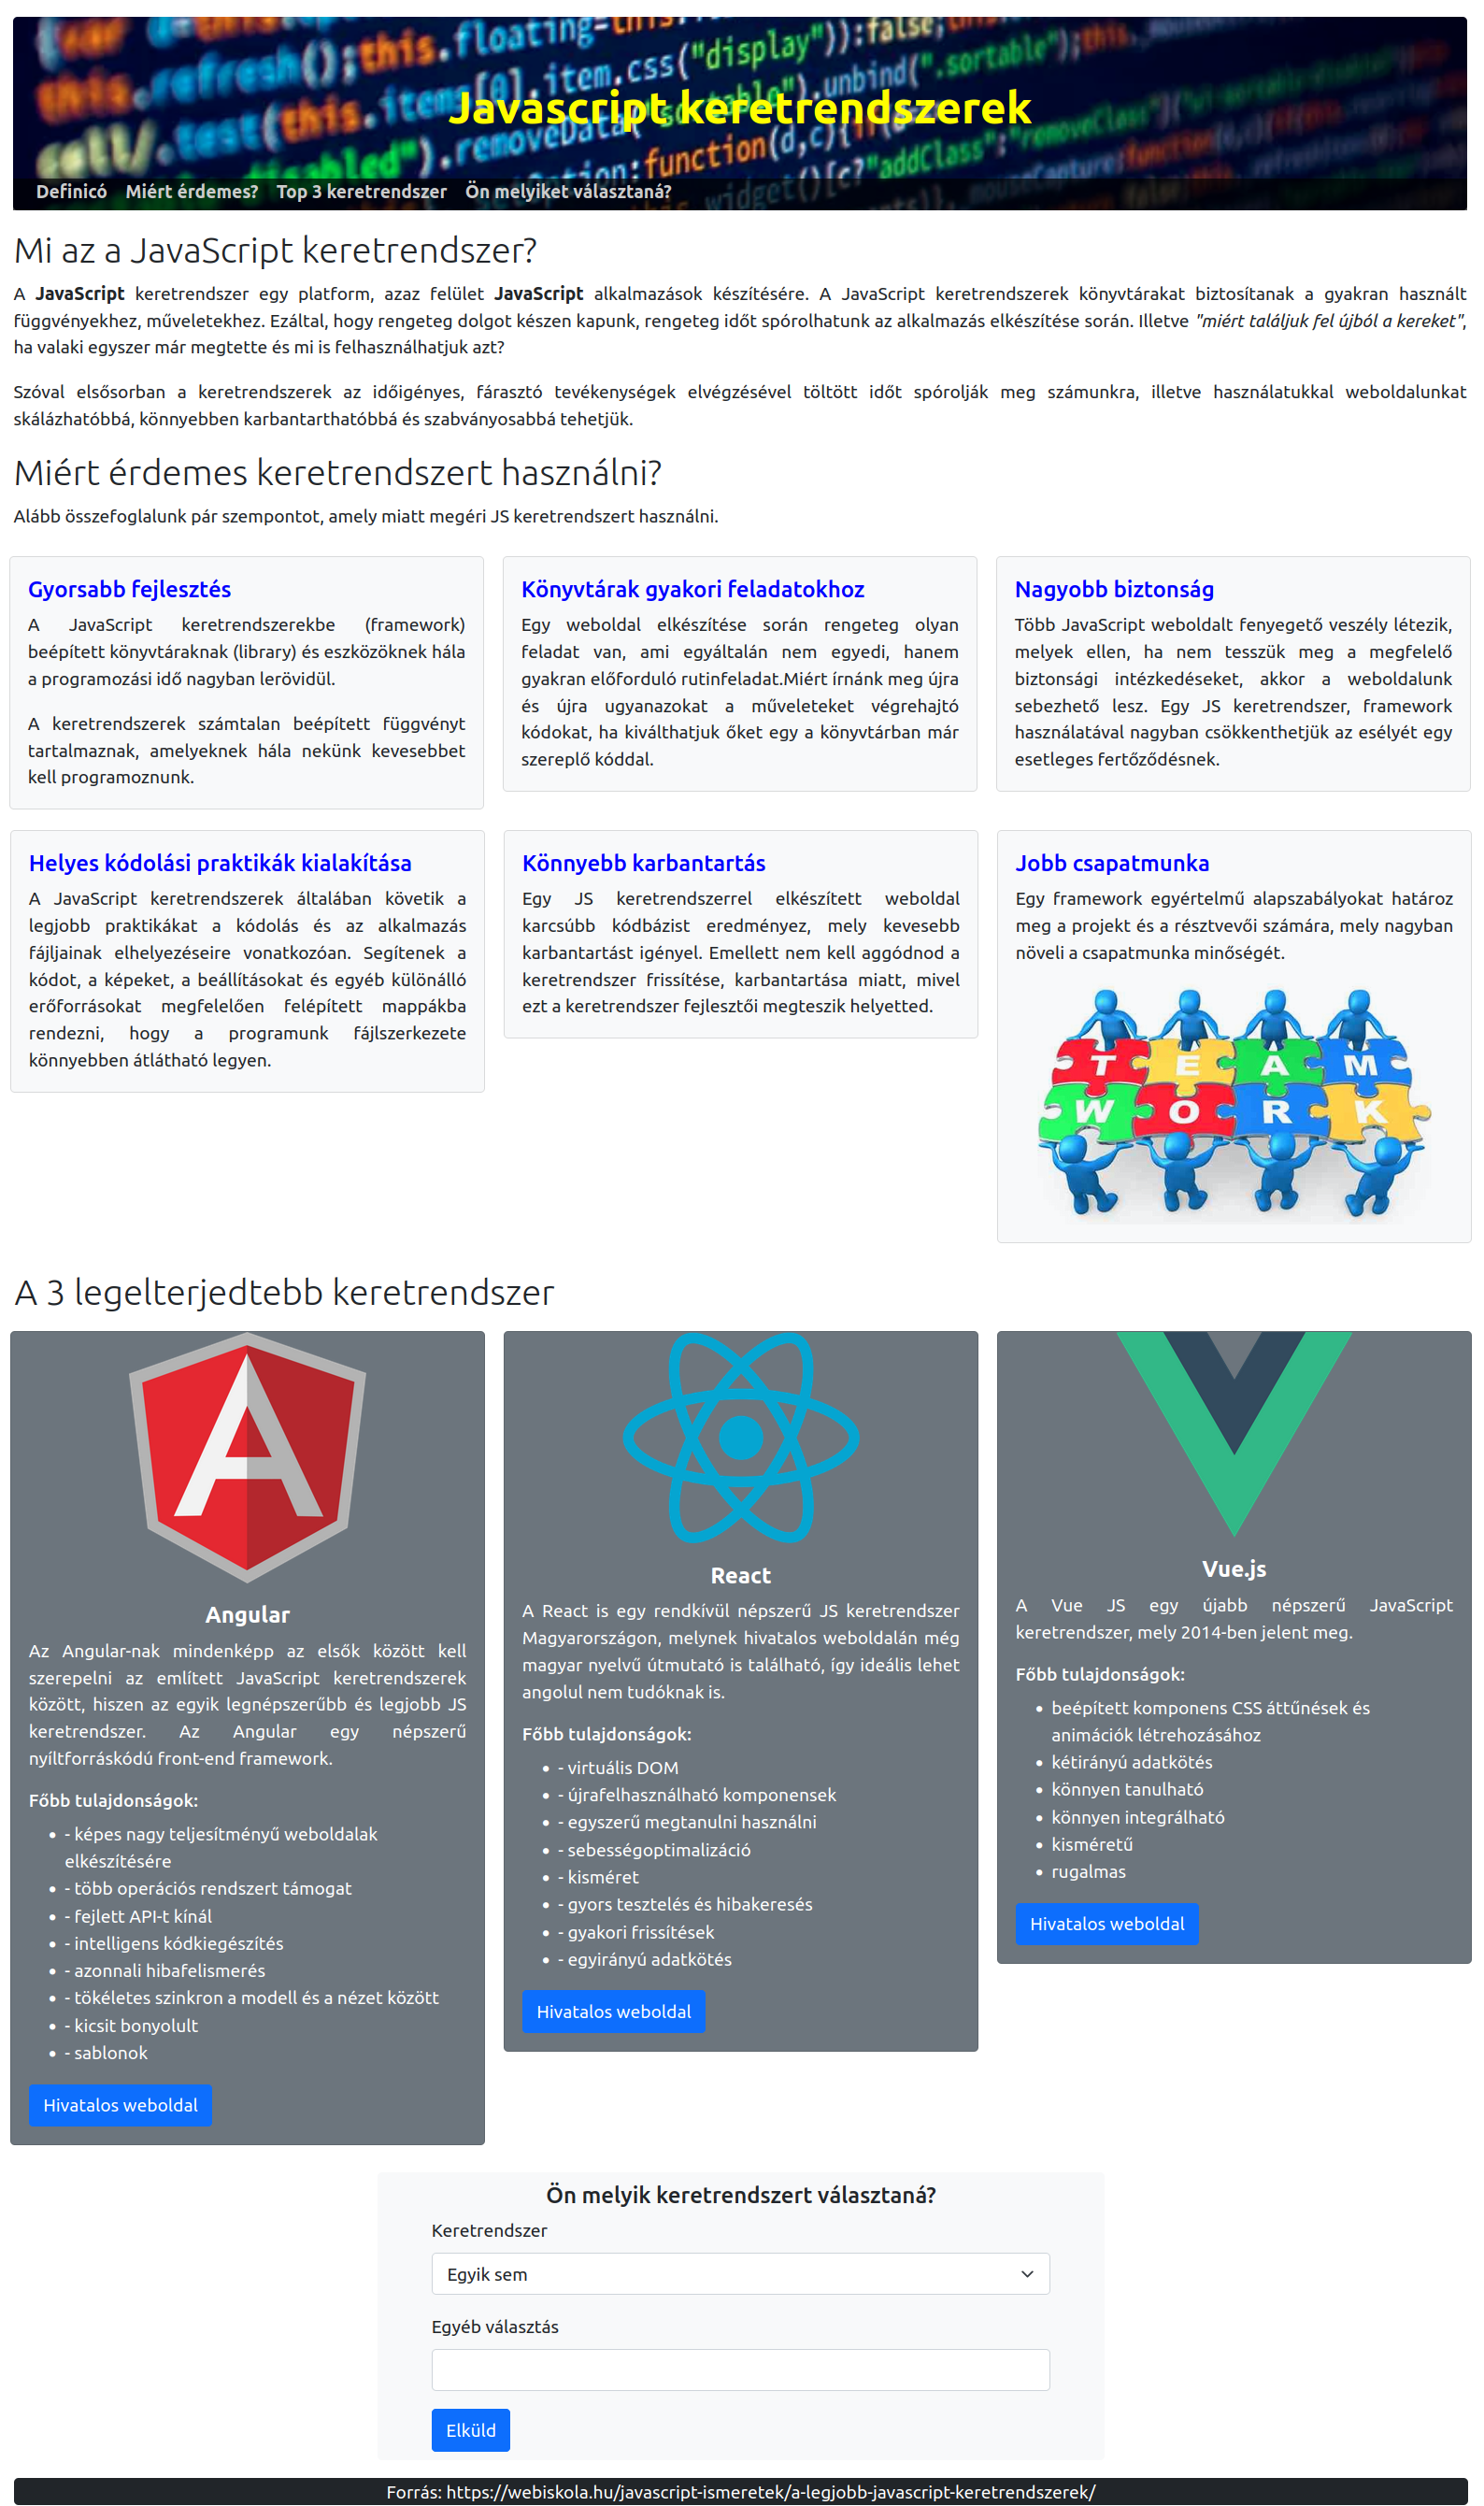 Javascript keretrendszerek
Definicó Miért érdemes? Top 3 keretrendszer Ön melyiket választaná?
Mi az a JavaScript keretrendszer?
A JavaScript keretrendszer egy platform, azaz felület JavaScript alkalmazások készítésére. A JavaScript keretrendszerek könyvtárakat biztosítanak a gyakran használt
függvényekhez, műveletekhez. Ezáltal, hogy rengeteg dolgot készen kapunk, rengeteg időt spórolhatunk az alkalmazás elkészítése során. Illetve "miért találjuk fel újból a kereket",
ha valaki egyszer már megtette és mi is felhasználhatjuk azt?
Szóval elsősorban a keretrendszerek az időigényes, fárasztó tevékenységek elvégzésével töltött időt spórolják meg számunkra, illetve használatukkal weboldalunkat
skálázhatóbbá, könnyebben karbantarthatóbbá és szabványosabbá tehetjük.
Miért érdemes keretrendszert használni?
Alább összefoglalunk pár szempontot, amely miatt megéri JS keretrendszert használni.
Gyorsabb fejlesztés
A JavaScript keretrendszerekbe (framework)
beépített könyvtáraknak (library) és eszközöknek hála
a programozási idő nagyban lerövidül.
A keretrendszerek számtalan beépített függvényt
tartalmaznak, amelyeknek hála nekünk kevesebbet
kell programoznunk.
Könyvtárak gyakori feladatokhoz
Egy weboldal elkészítése során rengeteg olyan
feladat van, ami egyáltalán nem egyedi, hanem
gyakran előforduló rutinfeladat.Miért írnánk meg újra
és újra ugyanazokat a műveleteket végrehajtó
kódokat, ha kiválthatjuk őket egy a könyvtárban már
szereplő kóddal.
Nagyobb biztonság
Több JavaScript weboldalt fenyegető veszély létezik,
melyek ellen, ha nem tesszük meg a megfelelő
biztonsági intézkedéseket, akkor a weboldalunk
sebezhető lesz. Egy JS keretrendszer, framework
használatával nagyban csökkenthetjük az esélyét egy
esetleges fertőződésnek.
Helyes kódolási praktikák kialakítása
A JavaScript keretrendszerek általában követik a
legjobb praktikákat a kódolás és az alkalmazás
fájljainak elhelyezéseire vonatkozóan. Segítenek a
kódot, a képeket, a beállításokat és egyéb különálló
erőforrásokat megfelelően felépített mappákba
rendezni, hogy a programunk fájlszerkezete
könnyebben átlátható legyen.
Könnyebb karbantartás
Egy JS keretrendszerrel elkészített weboldal
karcsúbb kódbázist eredményez, mely kevesebb
karbantartást igényel. Emellett nem kell aggódnod a
keretrendszer frissítése, karbantartása miatt, mivel
ezt a keretrendszer fejlesztői megteszik helyetted.
Jobb csapatmunka
Egy framework egyértelmű alapszabályokat határoz
meg a projekt és a résztvevői számára, mely nagyban
növeli a csapatmunka minőségét.
TEAM
WORK
A 3 legelterjedtebb keretrendszer
Angular
Az Angular-nak mindenképp az elsők között kell
szerepelni az említett JavaScript keretrendszerek
között, hiszen az egyik legnépszerűbb és legjobb JS
keretrendszer. Az Angular egy népszerű
nyíltforráskódú front-end framework.
Főbb tulajdonságok:
- képes nagy teljesítményű weboldalak
elkészítésére
- több operációs rendszert támogat
- fejlett API-t kínál
- intelligens kódkiegészítés
- azonnali hibafelismerés
- tökéletes szinkron a modell és a nézet között
- kicsit bonyolult
- sablonok
Hivatalos weboldal
React
A React is egy rendkívül népszerű JS keretrendszer
Magyarországon, melynek hivatalos weboldalán még
magyar nyelvű útmutató is található, így ideális lehet
angolul nem tudóknak is.
Főbb tulajdonságok:
- virtuális DOM
- újrafelhasználható komponensek
- egyszerű megtanulni használni
- sebességoptimalizáció
- kisméret
- gyors tesztelés és hibakeresés
- gyakori frissítések
- egyirányú adatkötés
Hivatalos weboldal
Vue.js
A Vue JS egy újabb népszerű JavaScript
keretrendszer, mely 2014-ben jelent meg.
Főbb tulajdonságok:
beépített komponens CSS áttűnések és
animációk létrehozásához
kétirányú adatkötés
könnyen tanulható
könnyen integrálható
kisméretű
rugalmas
Hivatalos weboldal
Ön melyik keretrendszert választaná?
Keretrendszer
Egyik sem
Egyéb választás
Elküld
Forrás: https://webiskola.hu/javascript-ismeretek/a-legjobb-javascript-keretrendszerek/